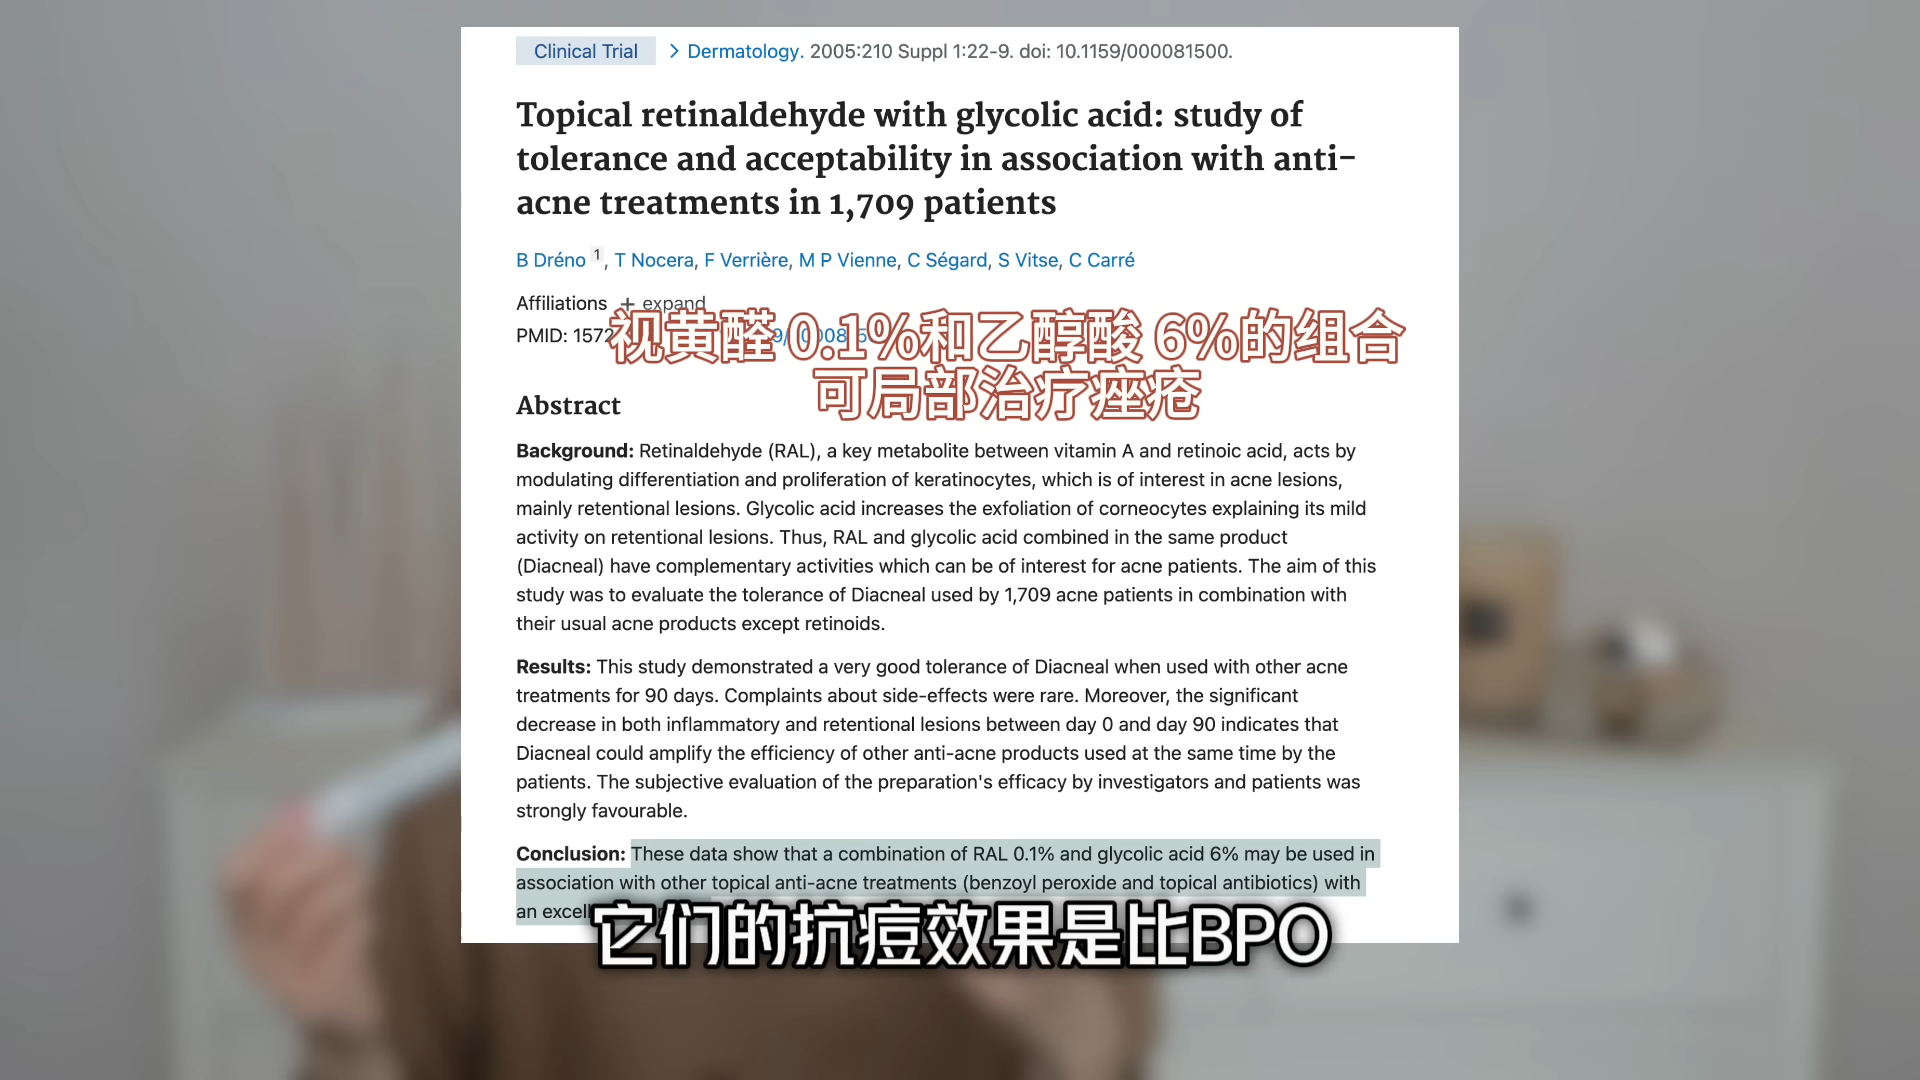 Clinical Trial > Dermatology. 2005:210 Suppl 1:22-9. doi: 10.1159/000081500.
Topical retinaldehyde with glycolic acid: study of
tolerance and acceptability in association with anti-
acne treatments in 1,709 patients
B Dréno 1, T Nocera, F Verrière, M P Vienne, C Ségard, S Vitse, C Carré
Affiliations + expand
PMID: 1572
视黄醛 0.1%和乙醇酸 6%的组合
可局部治疗痤疮
Abstract
Background: Retinaldehyde (RAL), a key metabolite between vitamin A and retinoic acid, acts by
modulating differentiation and proliferation of keratinocytes, which is of interest in acne lesions,
mainly retentional lesions. Glycolic acid increases the exfoliation of corneocytes explaining its mild
activity on retentional lesions. Thus, RAL and glycolic acid combined in the same product
(Diacneal) have complementary activities which can be of interest for acne patients. The aim of this
study was to evaluate the tolerance of Diacneal used by 1,709 acne patients in combination with
their usual acne products except retinoids.
Results: This study demonstrated a very good tolerance of Diacneal when used with other acne
treatments for 90 days. Complaints about side-effects were rare. Moreover, the significant
decrease in both inflammatory and retentional lesions between day 0 and day 90 indicates that
Diacneal could amplify the efficiency of other anti-acne products used at the same time by the
patients. The subjective evaluation of the preparation's efficacy by investigators and patients was
strongly favourable.
Conclusion: These data show that a combination of RAL 0.1% and glycolic acid 6% may be used in
association with other topical anti-acne treatments (benzoyl peroxide and topical antibiotics) with
an excell
它们的抗痘效果是比BPO